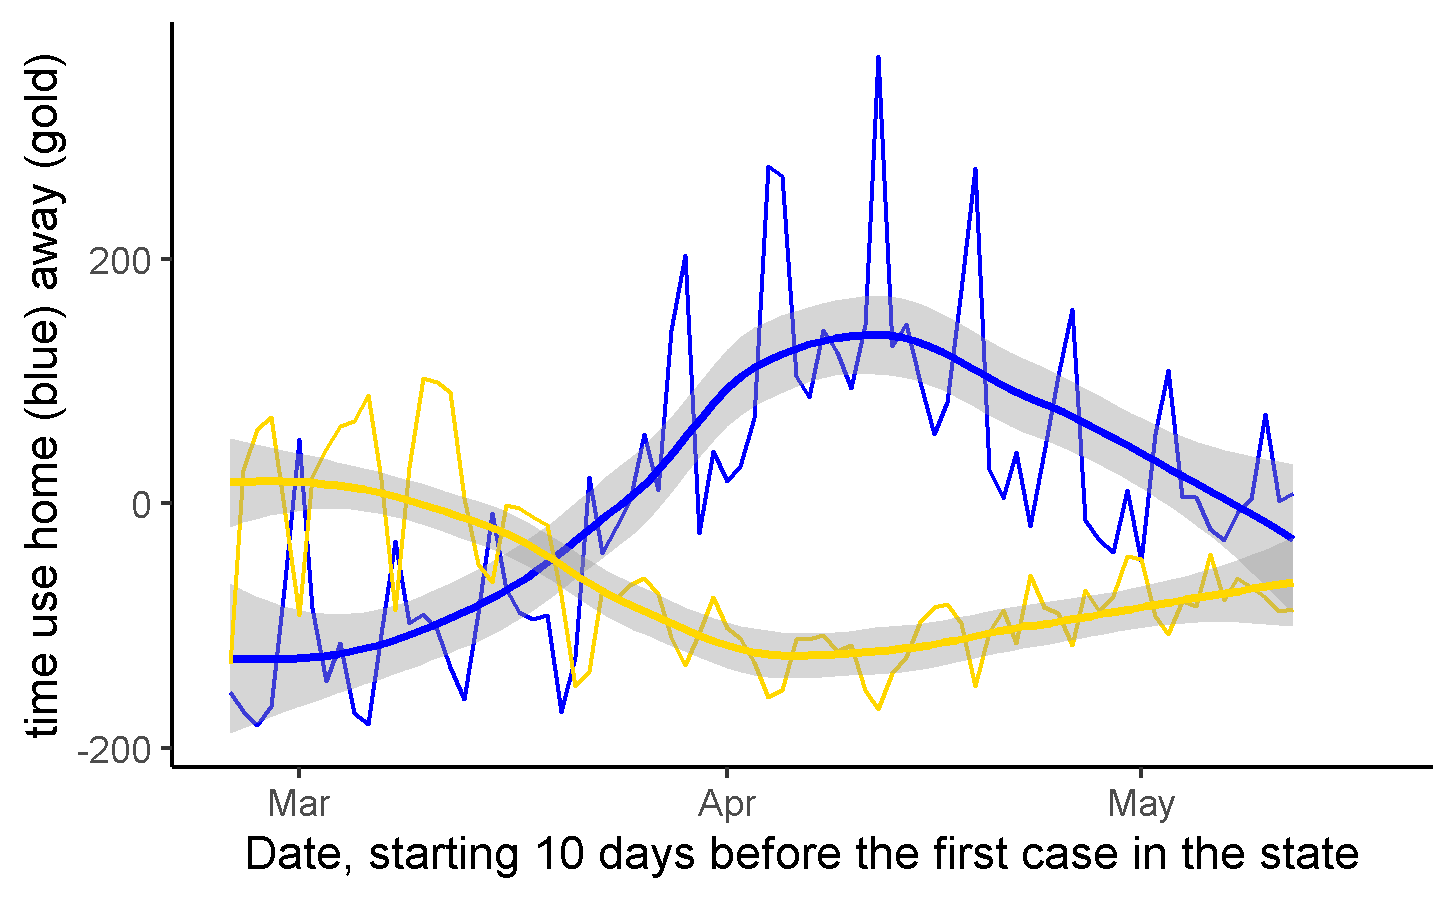 time use home (blue) away (gold)
200
0
-200
Mar
Apr
May
Date, starting 10 days before the first case in the state